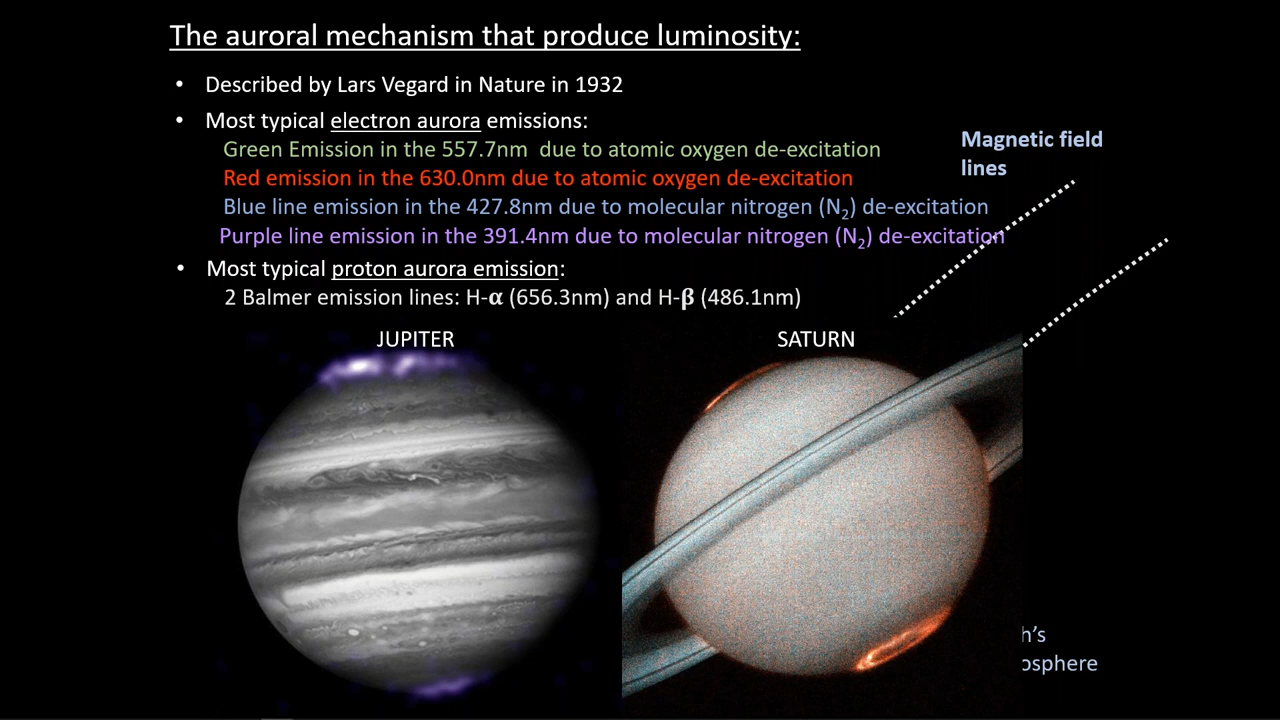 The auroral mechanism that produce luminosity:
• Described by Lars Vegard in Nature in 1932
• Most typical electron aurora emissions:
Green Emission in the 557.7nm due to atomic oxygen de-excitation
Red emission in the 630.0nm due to atomic oxygen de-excitation
Blue line emission in the 427.8nm due to molecular nitrogen (N₂) de-excitation
Purple line emission in the 391.4nm due to molecular nitrogen (N₂) de-excitation
• Most typical proton aurora emission:
2 Balmer emission lines: H-α (656.3nm) and H-β (486.1nm)
Magnetic field
lines
JUPITER
SATURN
h's
osphere